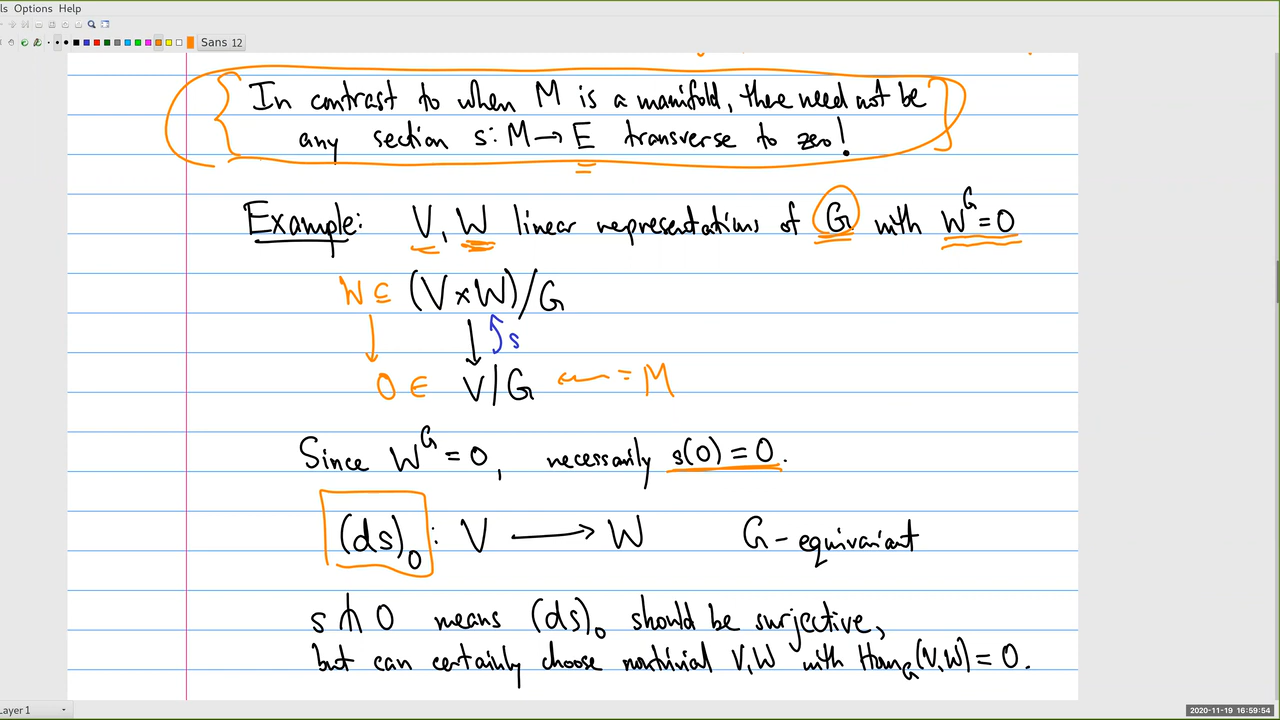 ls Options Help
Sans 12
In contrast to when M is a manifold, there need not be
any section s: M → E transverse to zero!
Example: V, W linear representations of G with W^G = 0
W ⊆ (V × W)/G
s
0 ∈ V/G ← = M
Since W^G = 0, necessarily s(0) = 0.
(ds)_0 : V ⟶ W G-equivariant
s ⋔ 0 means (ds)_0 should be surjective,
but can certainly choose nontrivial V, W with Hom_G(V, W) = 0.
Layer 1
2020-11-19 16:59:54